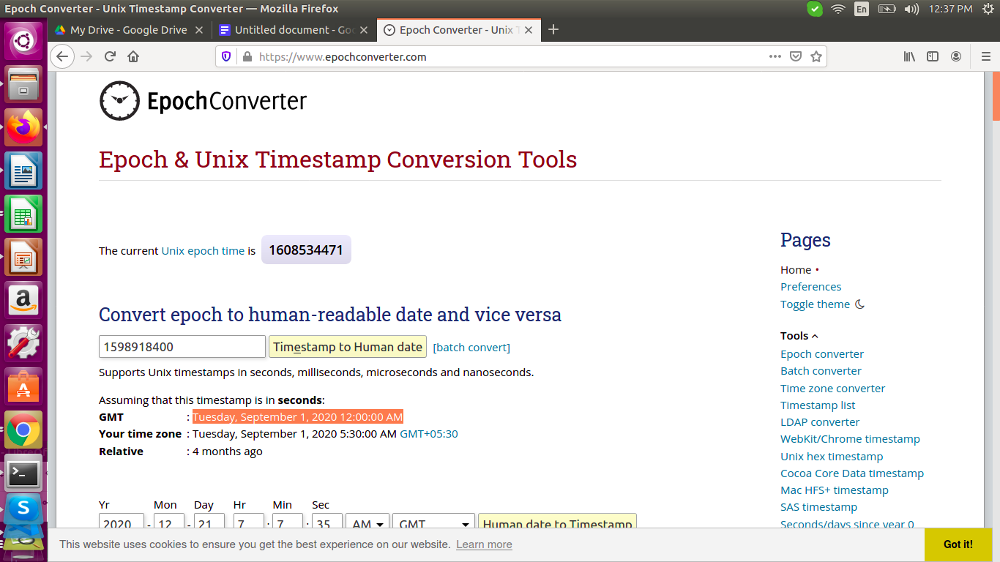 Epoch Converter - Unix Timestamp Converter — Mozilla Firefox
En
12:37 PM
My Drive - Google Drive
Untitled document - Goo
Epoch Converter - Unix T
https://www.epochconverter.com
EpochConverter
Epoch & Unix Timestamp Conversion Tools
The current Unix epoch time is 1608534471
Convert epoch to human-readable date and vice versa
1598918400 Timestamp to Human date [batch convert]
Supports Unix timestamps in seconds, milliseconds, microseconds and nanoseconds.
Assuming that this timestamp is in seconds:
GMT : Tuesday, September 1, 2020 12:00:00 AM
Your time zone : Tuesday, September 1, 2020 5:30:00 AM GMT+05:30
Relative : 4 months ago
Yr Mon Day Hr Min Sec
2020 - 12 - 21 7 : 7 : 35 AM GMT Human date to Timestamp
Pages
Home •
Preferences
Toggle theme
Tools
Epoch converter
Batch converter
Time zone converter
Timestamp list
LDAP converter
WebKit/Chrome timestamp
Unix hex timestamp
Cocoa Core Data timestamp
Mac HFS+ timestamp
SAS timestamp
Seconds/days since year 0
This website uses cookies to ensure you get the best experience on our website. Learn more
Got it!